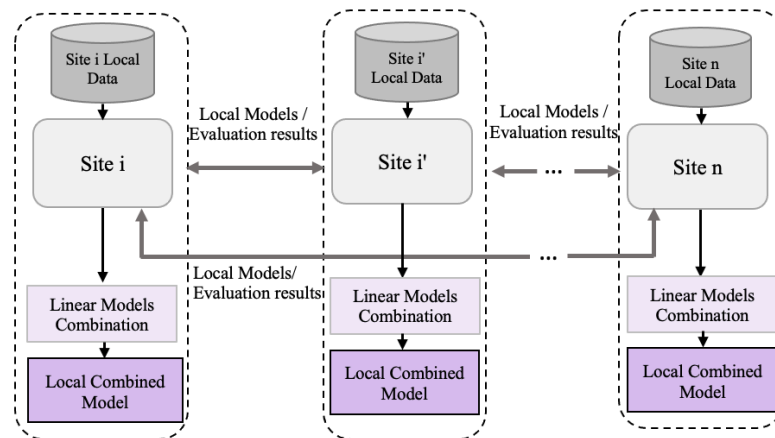 Site i Local
Data
Site i'
Local Data
Site n
Local Data
Local Models /
Evaluation results
Local Models /
Evaluation results
Site i
Site i'
...
Site n
...
Local Models/
Evaluation results
Linear Models
Combination
Linear Models
Combination
Linear Models
Combination
Local Combined
Model
Local Combined
Model
Local Combined
Model